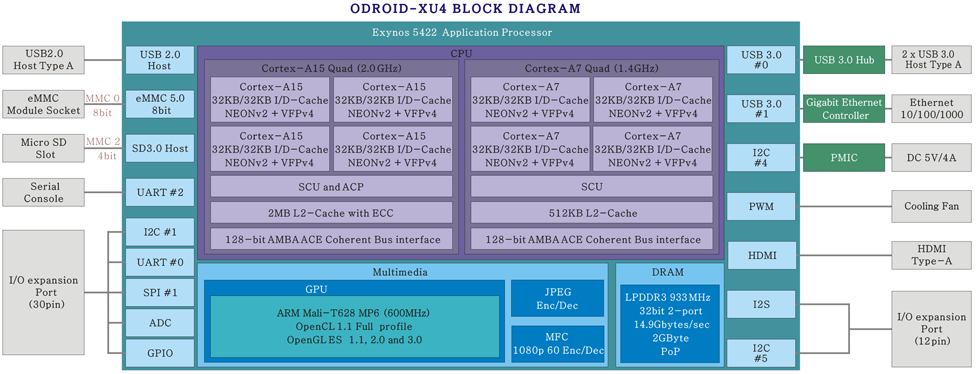 ODROID-XU4 BLOCK DIAGRAM
Exynos 5422 Application Processor
USB2.0
Host Type A
eMMC
Module Socket
Micro SD
Slot
Serial
Console
I/O expansion
Port
(30pin)
MMC 0
8bit
MMC 2
4bit
USB 2.0
Host
eMMC 5.0
8bit
SD3.0 Host
UART #2
I2C #1
UART #0
SPI #1
ADC
GPIO
CPU
Cortex-A15 Quad (2.0GHz)
Cortex-A15
32KB/32KB I/D-Cache
NEONv2 + VFPv4
Cortex-A15
32KB/32KB I/D-Cache
NEONv2 + VFPv4
Cortex-A15
32KB/32KB I/D-Cache
NEONv2 + VFPv4
Cortex-A15
32KB/32KB I/D-Cache
NEONv2 + VFPv4
SCU and ACP
2MB L2-Cache with ECC
128-bit AMBA ACE Coherent Bus interface
Cortex-A7 Quad (1.4GHz)
Cortex-A7
32KB/32KB I/D-Cache
NEONv2 + VFPv4
Cortex-A7
32KB/32KB I/D-Cache
NEONv2 + VFPv4
Cortex-A7
32KB/32KB I/D-Cache
NEONv2 + VFPv4
Cortex-A7
32KB/32KB I/D-Cache
NEONv2 + VFPv4
SCU
512KB L2-Cache
128-bit AMBA ACE Coherent Bus interface
Multimedia
GPU
ARM Mali-T628 MP6 (600MHz)
OpenCL 1.1 Full profile
OpenGL ES 1.1, 2.0 and 3.0
JPEG
Enc/Dec
MFC
1080p 60 Enc/Dec
DRAM
LPDDR3 933MHz
32bit 2-port
14.9Gbytes/sec
2GByte
PoP
USB 3.0
#0
USB 3.0
#1
I2C
#4
PWM
HDMI
I2S
I2C
#5
USB 3.0 Hub
Gigabit Ethernet
Controller
PMIC
2 x USB 3.0
Host Type A
Ethernet
10/100/1000
DC 5V/4A
Cooling Fan
HDMI
Type-A
I/O expansion
Port
(12pin)